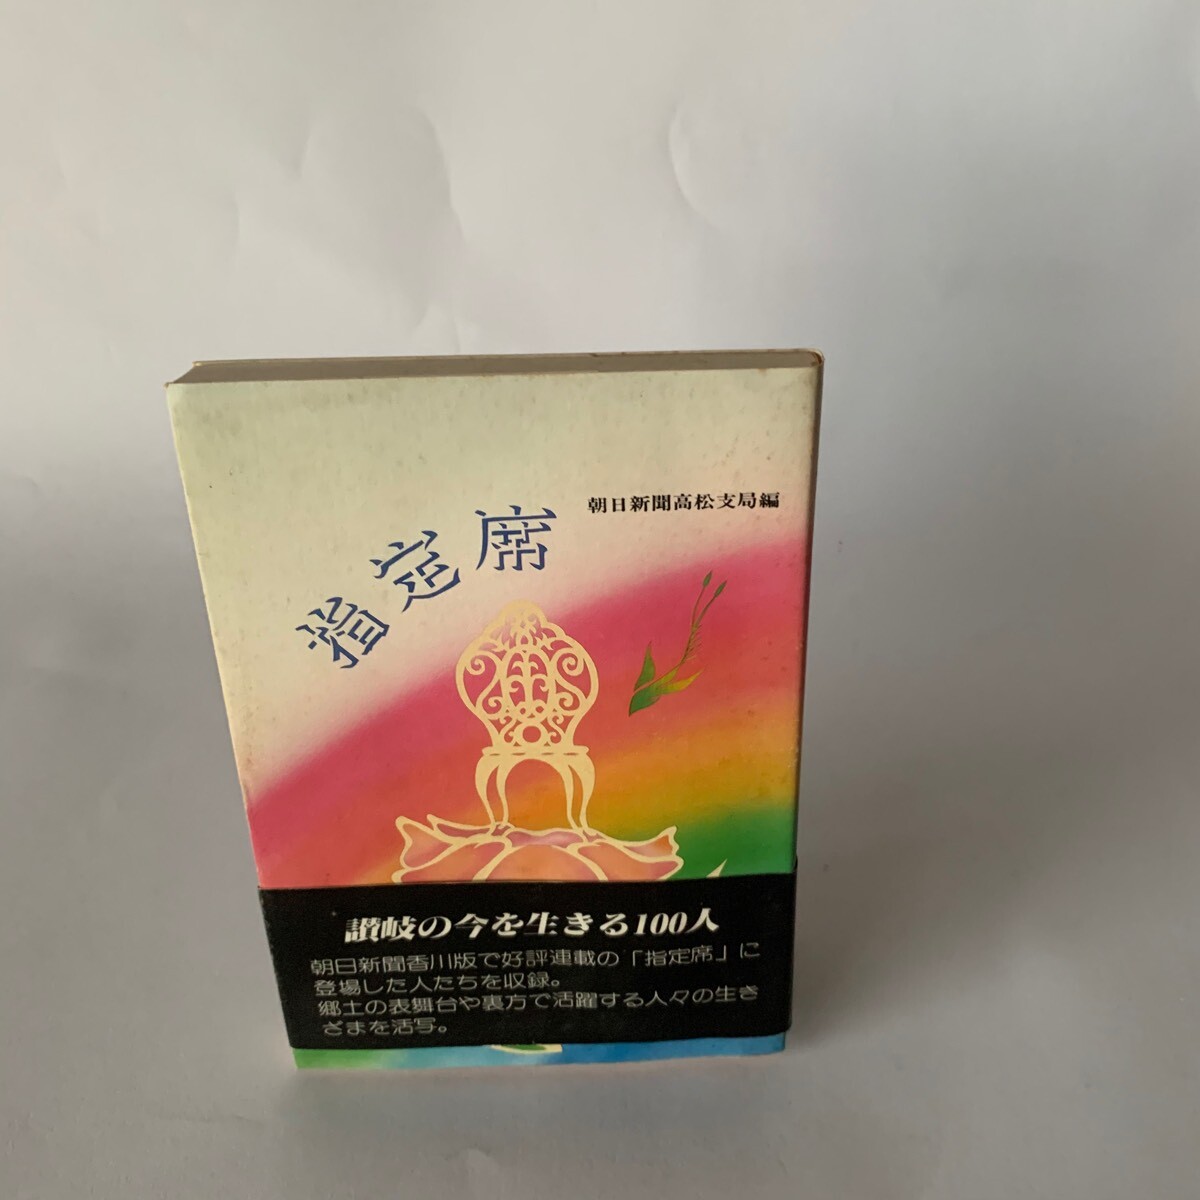 朝日新聞高松支局編
指定席
讃岐の今を生きる100人
朝日新聞香川版で好評連載の「指定席」に
登場した人たちを収録。
郷土の表舞台や裏方で活躍する人々の生き
ざまを活写。